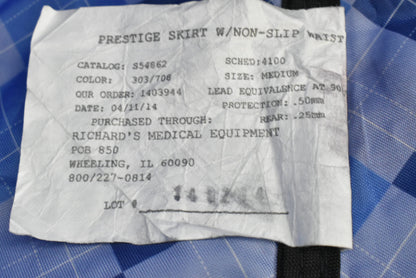 PRESTIGE SKIRT W/NON-SLIP WAIST
CATALOG: S54862 SCHED:4100
COLOR: 303/706 SIZE: MEDIUM
OUR ORDER: 1403944 LEAD EQUIVALENCE AT 90
DATE: 04/11/14 PROTECTION: .50mm
PURCHASED THROUGH: REAR: .25mm
RICHARD'S MEDICAL EQUIPMENT
POB 850
WHEELING, IL 60090
800/227-0814
LOT #